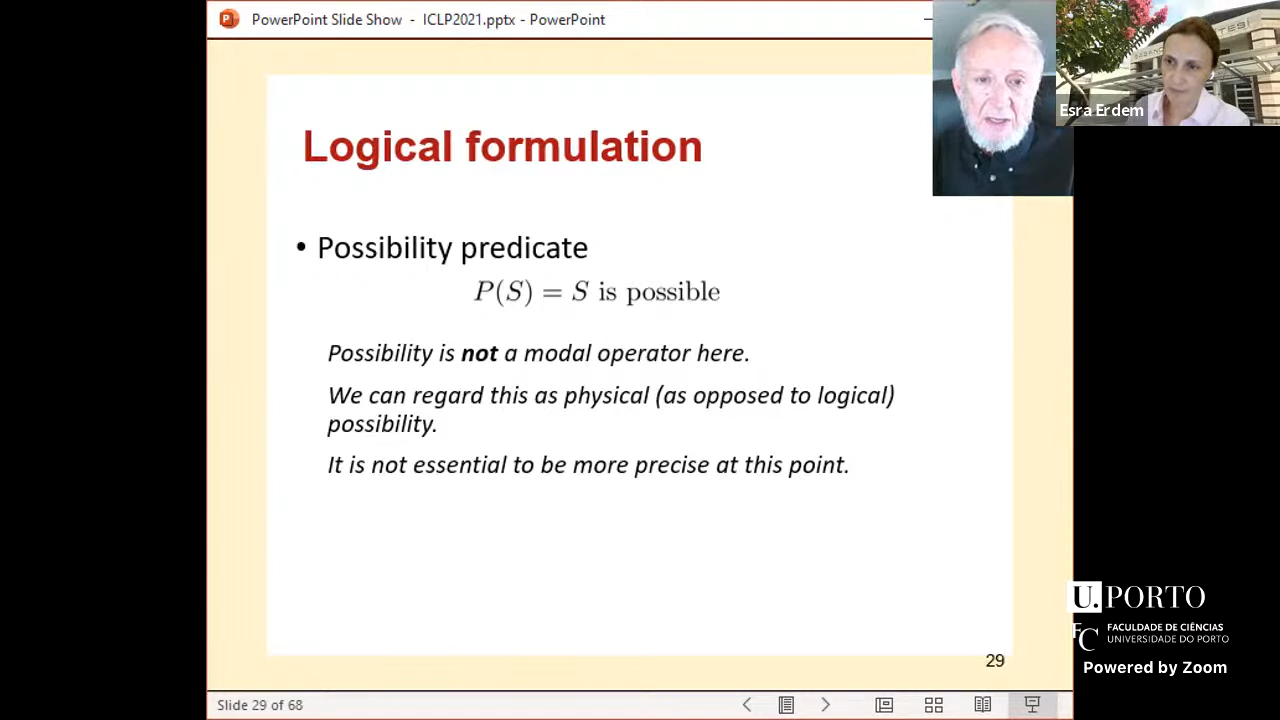 PowerPoint Slide Show - ICLP2021.pptx - PowerPoint
Esra Erdem
Logical formulation
• Possibility predicate
P(S) = S is possible
Possibility is not a modal operator here.
We can regard this as physical (as opposed to logical)
possibility.
It is not essential to be more precise at this point.
29
Slide 29 of 68
U.PORTO
FC FACULDADE DE CIÊNCIAS
UNIVERSIDADE DO PORTO
Powered by Zoom